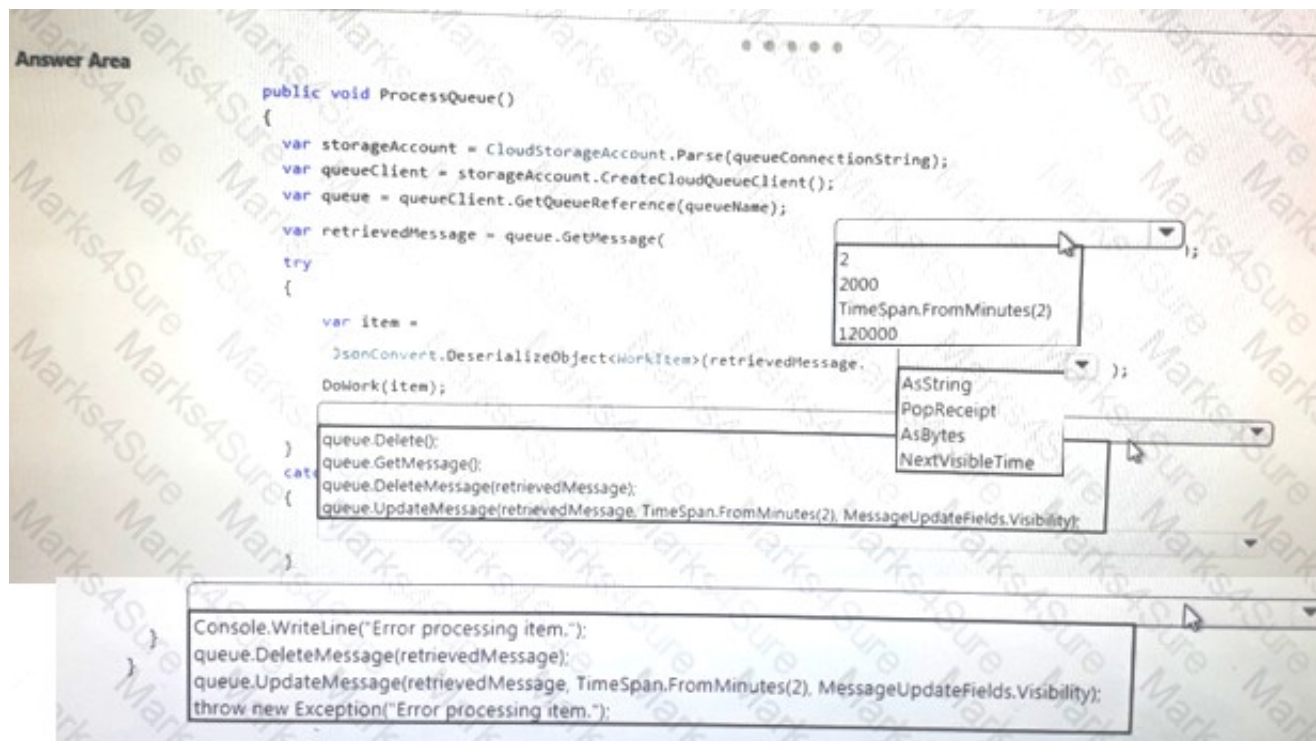 Answer Area
public void ProcessQueue()
{
var storageAccount = CloudStorageAccount.Parse(queueConnectionString);
var queueClient = storageAccount.CreateCloudQueueClient();
var queue = queueClient.GetQueueReference(queueName);
var retrievedMessage = queue.GetMessage(
);
2
2000
TimeSpan.FromMinutes(2)
120000
try
{
var item =
JsonConvert.DeserializeObject<WorkItem>(retrievedMessage.
);
AsString
PopReceipt
AsBytes
NextVisibleTime
DoWork(item);
queue.Delete();
queue.GetMessage();
queue.DeleteMessage(retrievedMessage);
queue.UpdateMessage(retrievedMessage, TimeSpan.FromMinutes(2), MessageUpdateFields.Visibility);
}
cat
{
}
Console.WriteLine("Error processing item.");
queue.DeleteMessage(retrievedMessage);
queue.UpdateMessage(retrievedMessage, TimeSpan.FromMinutes(2), MessageUpdateFields.Visibility);
throw new Exception("Error processing item.");
}
}
Marks4Sure